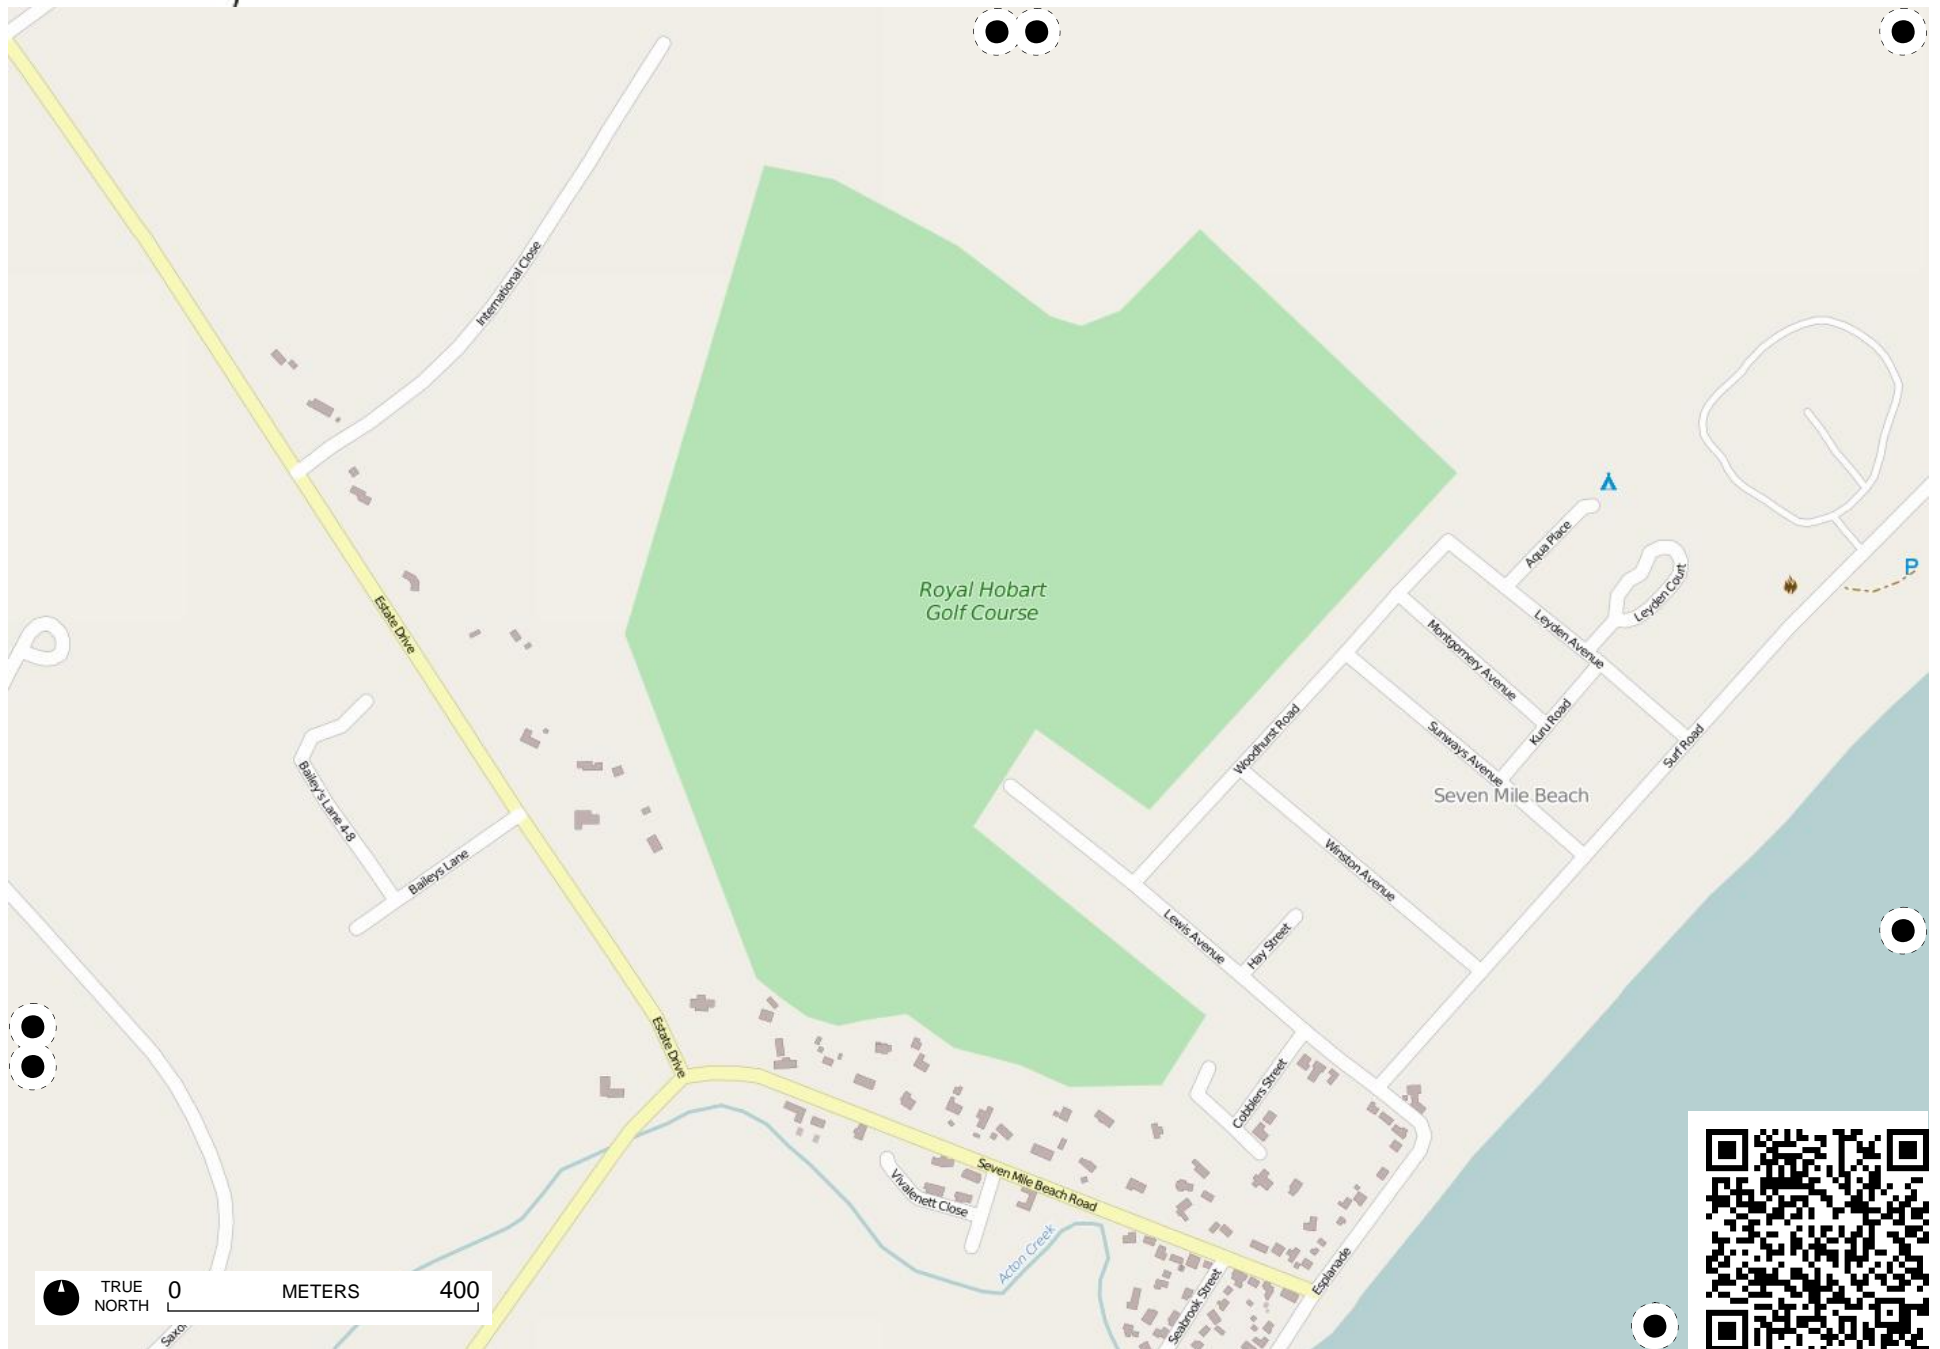 International Close
Estate Drive
Royal Hobart
Golf Course
Aqua Place
P
Leyden Court
Leyden Avenue
Montgomery Avenue
Kuru Road
Sunways Avenue
Woodhurst Road
Surf Road
Seven Mile Beach
Bailey's Lane 4-8
Baileys Lane
Winston Avenue
Lewis Avenue
Hay Street
Estate Drive
Cobblers Street
Seven Mile Beach Road
Vivalenett Close
Acton Creek
Esplanade
Seabrook Street
TRUE
NORTH
0 METERS 400